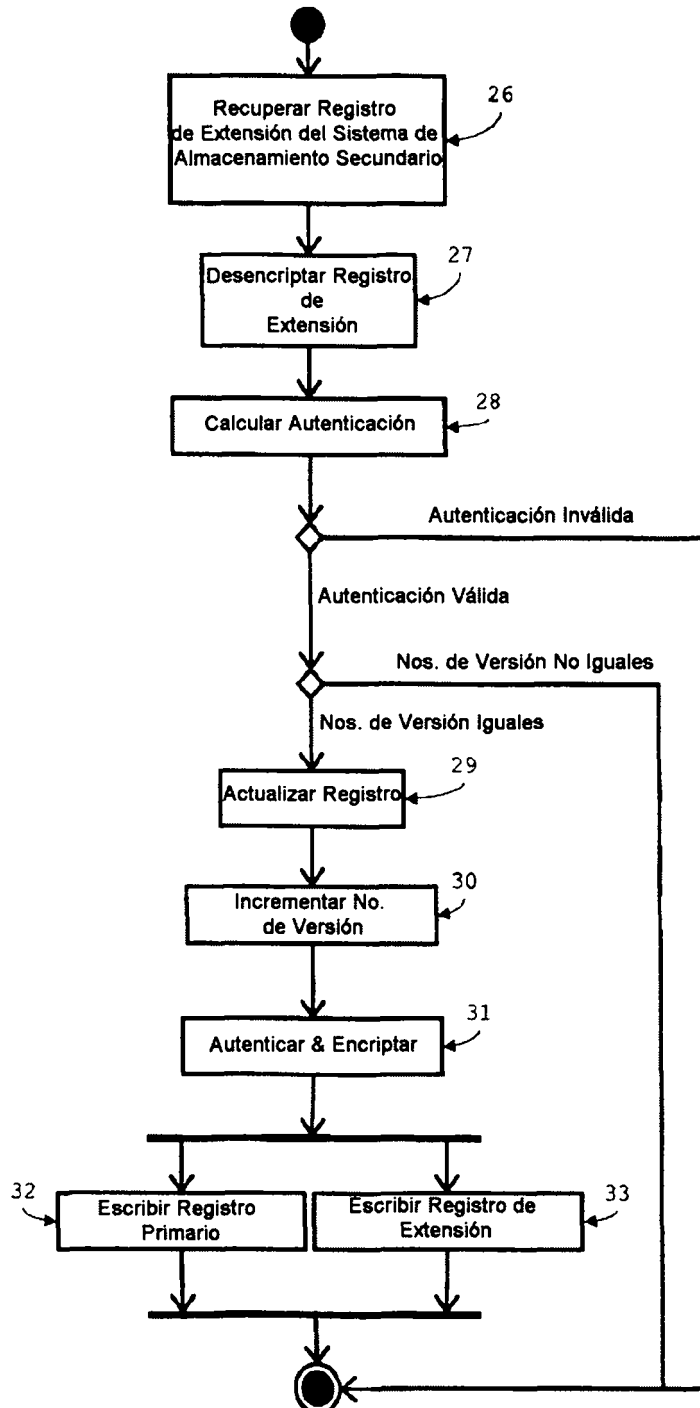 Recuperar Registro
de Extensión del Sistema de
Almacenamiento Secundario
26
Desencriptar Registro
de
Extensión
27
Calcular Autenticación
28
Autenticación Inválida
Autenticación Válida
Nos. de Versión No Iguales
Nos. de Versión Iguales
Actualizar Registro
29
Incrementar No.
de Versión
30
Autenticar & Encriptar
31
32
Escribir Registro
Primario
Escribir Registro de
Extensión
33